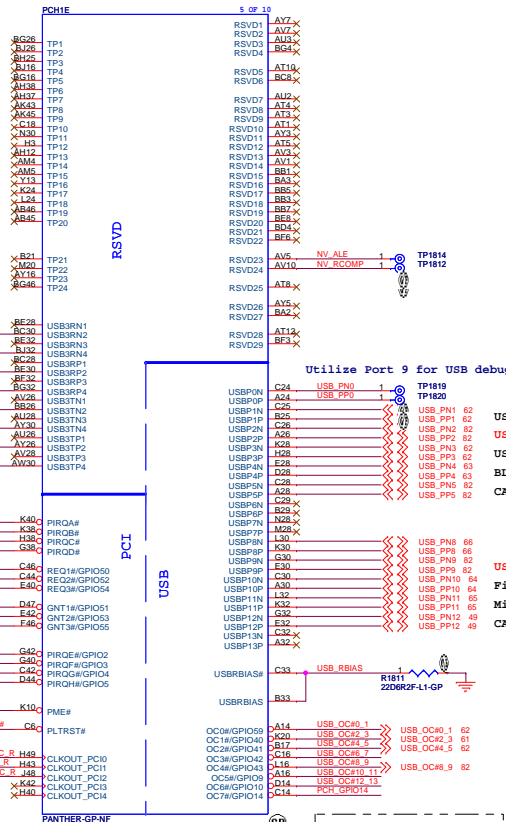 PCH1E
5 OF 10
BG26 TP1
BJ26 TP2
BH25 TP3
BJ16 TP4
BG16 TP5
AH38 TP6
AH37 TP7
AK43 TP8
AK45 TP9
C18 TP10
N30 TP11
H3 TP12
AH12 TP13
AM4 TP14
AM5 TP15
Y13 TP16
K24 TP17
L24 TP18
AB46 TP19
AB45 TP20
B21 TP21
M20 TP22
AY16 TP23
BG46 TP24
RSVD
RSVD1 AY7
RSVD2 AV7
RSVD3 AU3
RSVD4 BG4
RSVD5 AT10
RSVD6 BC8
RSVD7 AU2
RSVD8 AT4
RSVD9 AT3
RSVD10 AT1
RSVD11 AY3
RSVD12 AT5
RSVD13 AV3
RSVD14 AV1
RSVD15 BB1
RSVD16 BA3
RSVD17 BB5
RSVD18 BB3
RSVD19 BB7
RSVD20 BE8
RSVD21 BD4
RSVD22 BF6
RSVD23 AV5 NV_ALE 1 TP1814
RSVD24 AV10 NV_RCOMP 1 TP1812
RSVD25 AT8
RSVD26 AY5
RSVD27 BA2
RSVD28 AT12
RSVD29 BF3
BE28 USB3RN1
BC30 USB3RN2
BE32 USB3RN3
BJ32 USB3RN4
BC28 USB3RP1
BE30 USB3RP2
BF32 USB3RP3
BG32 USB3RP4
AV26 USB3TN1
BB26 USB3TN2
AU28 USB3TN3
AY30 USB3TN4
AU26 USB3TP1
AY26 USB3TP2
AV28 USB3TP3
AW30 USB3TP4
Utilize Port 9 for USB debug
USBP0N C24 USB_PN0 1 TP1819
USBP0P A24 USB_PP0 1 TP1820
USBP1N C25 USB_PN1 62
USBP1P B25 USB_PP1 62 US
USBP2N C26 USB_PN2 82
USBP2P A26 USB_PP2 82 US
USBP3N K28 USB_PN3 62
USBP3P H28 USB_PP3 62 US
USBP4N E28 USB_PN4 63
USBP4P D28 USB_PP4 63 BL
USBP5N C28 USB_PN5 82
USBP5P A28 USB_PP5 82 CA
USBP6N C29
USBP6P B29
USBP7N N28
USBP7P M28
USBP8N L30 USB_PN8 66
USBP8P K30 USB_PP8 66
USBP9N G30 USB_PN9 82
USBP9P E30 USB_PP9 82 US
USBP10N C30 USB_PN10 64
USBP10P A30 USB_PP10 64 Fi
USBP11N L32 USB_PN11 65
USBP11P K32 USB_PP11 65 Mi
USBP12N G32 USB_PN12 49
USBP12P E32 USB_PP12 49 CA
USBP13N C32
USBP13P A32
PCI
USB
K40 PIRQA#
K38 PIRQB#
H38 PIRQC#
G38 PIRQD#
C46 REQ1#/GPIO50
C44 REQ2#/GPIO52
E40 REQ3#/GPIO54
D47 GNT1#/GPIO51
E42 GNT2#/GPIO53
F46 GNT3#/GPIO55
G42 PIRQE#/GPIO2
G40 PIRQF#/GPIO3
C42 PIRQG#/GPIO4
D44 PIRQH#/GPIO5
K10 PME#
C6 PLTRST#
C_R H49 CLKOUT_PCI0
_R H43 CLKOUT_PCI1
C_R J48 CLKOUT_PCI2
K42 CLKOUT_PCI3
H40 CLKOUT_PCI4
USBRBIAS# C33 USB_RBIAS 1
R1811
22D6R2F-L1-GP
USBRBIAS B33
OC0#/GPIO59 A14 USB_OC#0_1 USB_OC#0_1 62
OC1#/GPIO40 K20 USB_OC#2_3 USB_OC#2_3 61
OC2#/GPIO41 B17 USB_OC#4_5 USB_OC#4_5 62
OC3#/GPIO42 C16 USB_OC#6_7
OC4#/GPIO43 L16 USB_OC#8_9 USB_OC#8_9 82
OC5#/GPIO9 A16 USB_OC#10_11
OC6#/GPIO10 D14 USB_OC#12_13
OC7#/GPIO14 C14 PCH_GPIO14
PANTHER-GP-NF